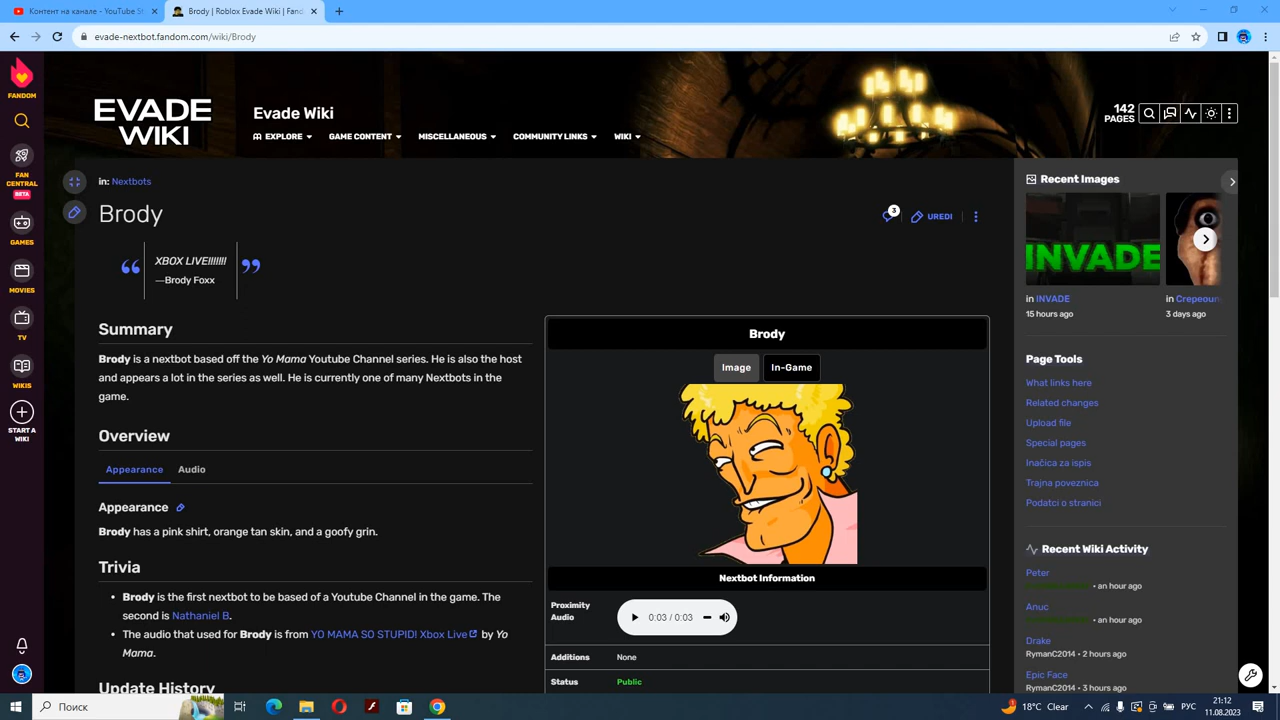 Контент на канале - YouTube St
Brody | Roblox Evade Wiki | Fand
evade-nextbot.fandom.com/wiki/Brody
FANDOM
FAN CENTRAL
BETA
GAMES
MOVIES
TV
WIKIS
START A WIKI
EVADE
WIKI
Evade Wiki
EXPLORE
GAME CONTENT
MISCELLANEOUS
COMMUNITY LINKS
WIKI
142
PAGES
in: Nextbots
Brody
3
UREDI
“ XBOX LIVE!!!!!!! ”
—Brody Foxx
Summary
Brody is a nextbot based off the Yo Mama Youtube Channel series. He is also the host
and appears a lot in the series as well. He is currently one of many Nextbots in the
game.
Overview
Appearance Audio
Appearance
Brody has a pink shirt, orange tan skin, and a goofy grin.
Trivia
• Brody is the first nextbot to be based of a Youtube Channel in the game. The
second is Nathaniel B.
• The audio that used for Brody is from YO MAMA SO STUPID! Xbox Live by Yo
Mama.
Update History
Brody
Image In-Game
Nextbot Information
Proximity
Audio
0:03 / 0:03
Additions None
Status Public
Recent Images
INVADE
in INVADE
15 hours ago
in Crepeoun
3 days ago
Page Tools
What links here
Related changes
Upload file
Special pages
Inačica za ispis
Trajna poveznica
Podatci o stranici
Recent Wiki Activity
Peter
• an hour ago
Anuc
• an hour ago
Drake
RymanC2014 • 2 hours ago
Epic Face
RymanC2014 • 3 hours ago
Поиск
18°C Clear
РУС
21:12
11.08.2023